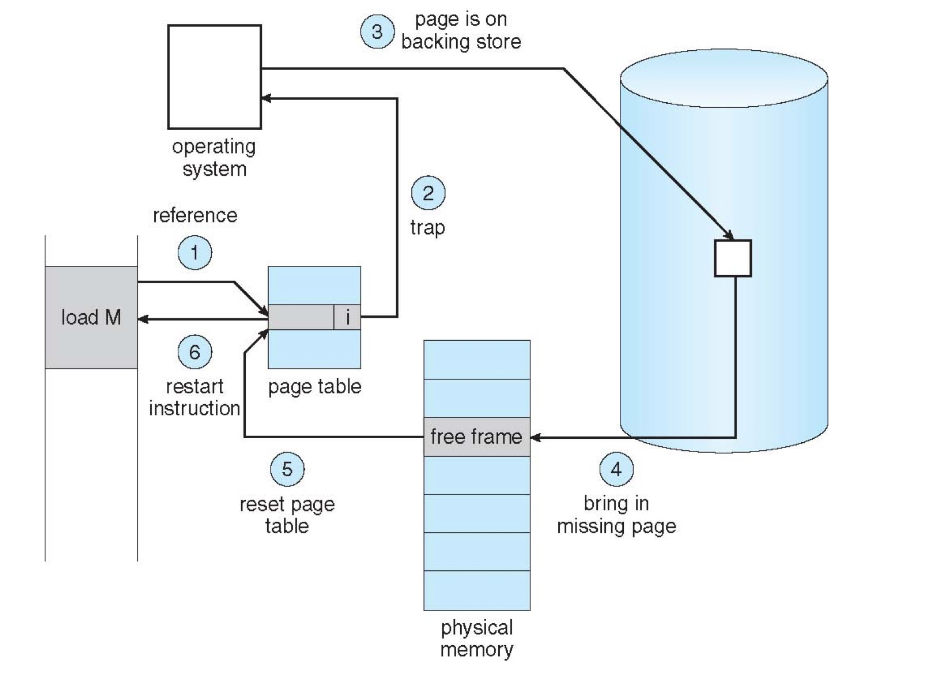 3
page is on
backing store
operating
system
2
trap
reference
1
load M
i
6
restart
instruction
page table
free frame
5
reset page
table
4
bring in
missing page
physical
memory